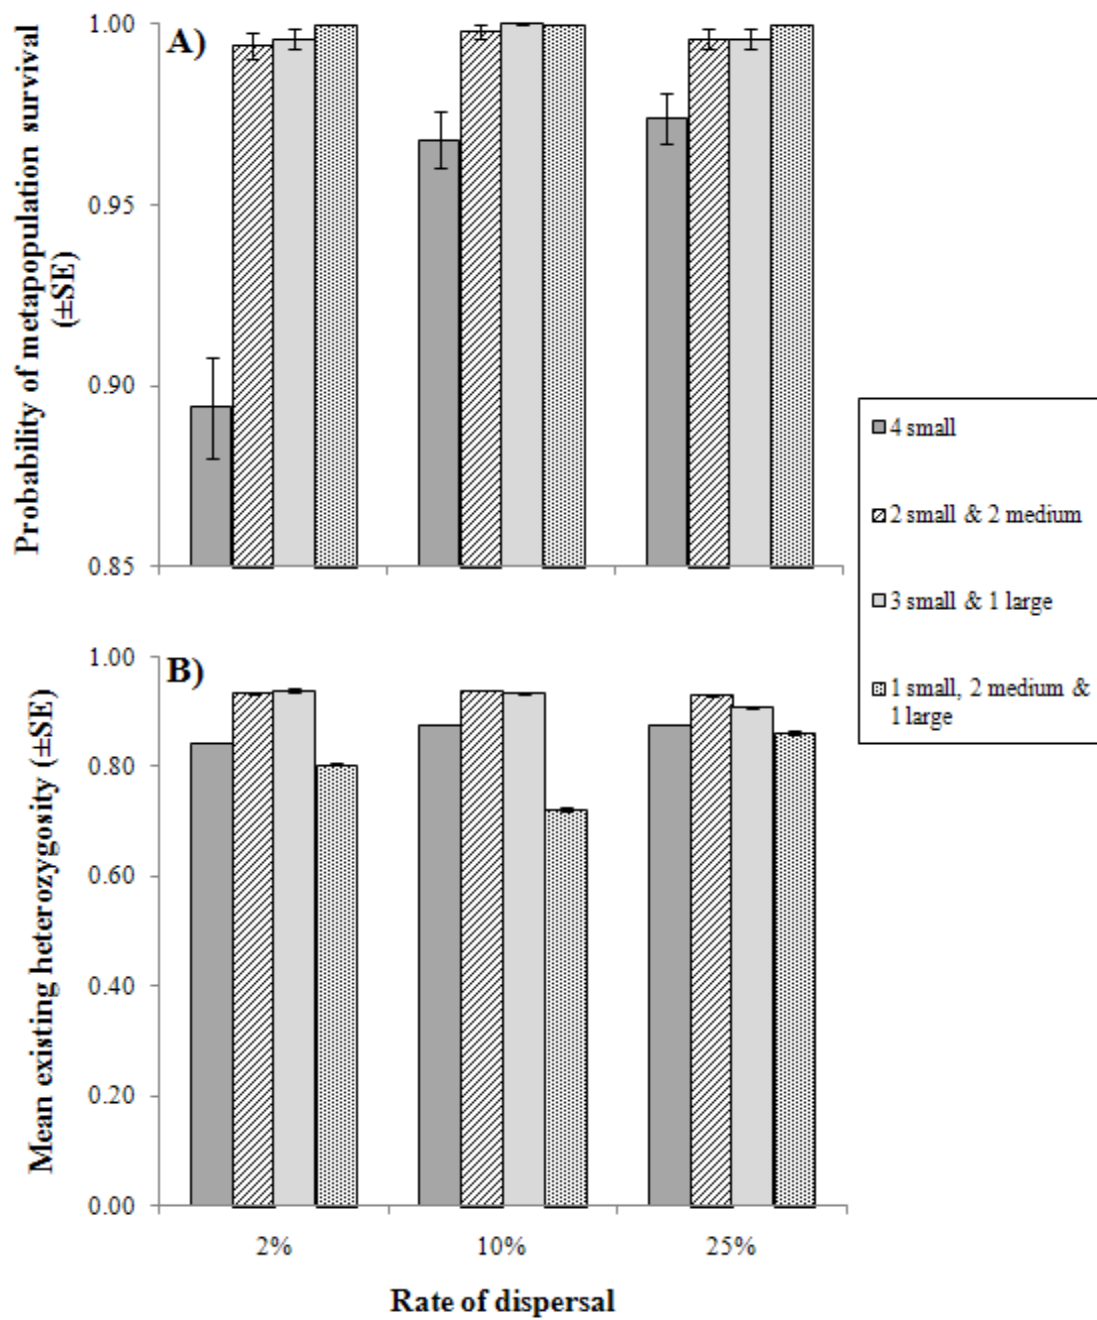 Probability of metapopulation survival
(±SE)
A)
1.00
0.95
0.90
0.85
4 small
2 small & 2 medium
3 small & 1 large
1 small, 2 medium &
1 large
Mean existing heterozygosity (±SE)
B)
1.00
0.80
0.60
0.40
0.20
0.00
2%
10%
25%
Rate of dispersal